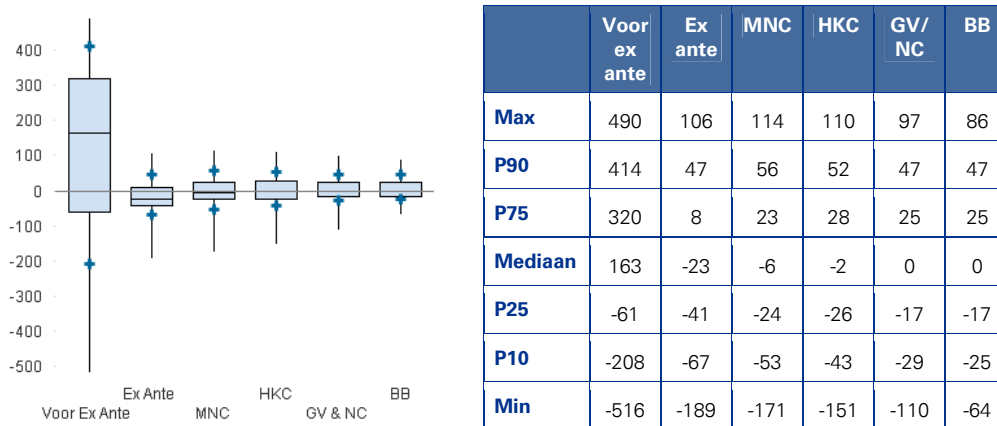 400
300
200
100
0
-100
-200
-300
-400
-500
Ex Ante HKC BB
Voor Ex Ante MNC GV & NC
Voor ex ante Ex ante MNC HKC GV/ NC BB
Max 490 106 114 110 97 86
P90 414 47 56 52 47 47
P75 320 8 23 28 25 25
Mediaan 163 -23 -6 -2 0 0
P25 -61 -41 -24 -26 -17 -17
P10 -208 -67 -53 -43 -29 -25
Min -516 -189 -171 -151 -110 -64